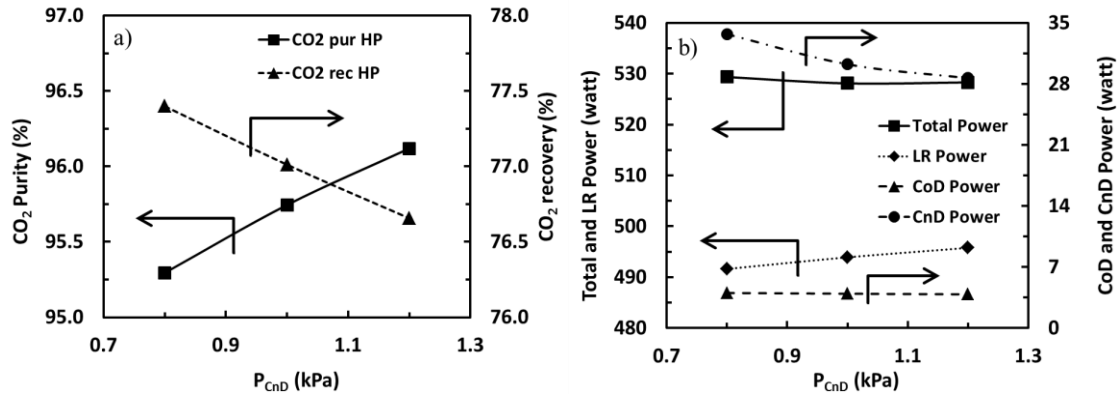 a)
CO2 pur HP
CO2 rec HP
97.0
96.5
96.0
95.5
95.0
CO₂ Purity (%)
78.0
77.5
77.0
76.5
76.0
CO₂ recovery (%)
0.7 0.9 1.1 1.3
P_CnD (kPa)
b)
540
530
520
510
500
490
480
Total and LR Power (watt)
Total Power
LR Power
CoD Power
CnD Power
35
28
21
14
7
0
CoD and CnD Power (watt)
0.7 0.9 1.1 1.3
P_CnD (kPa)